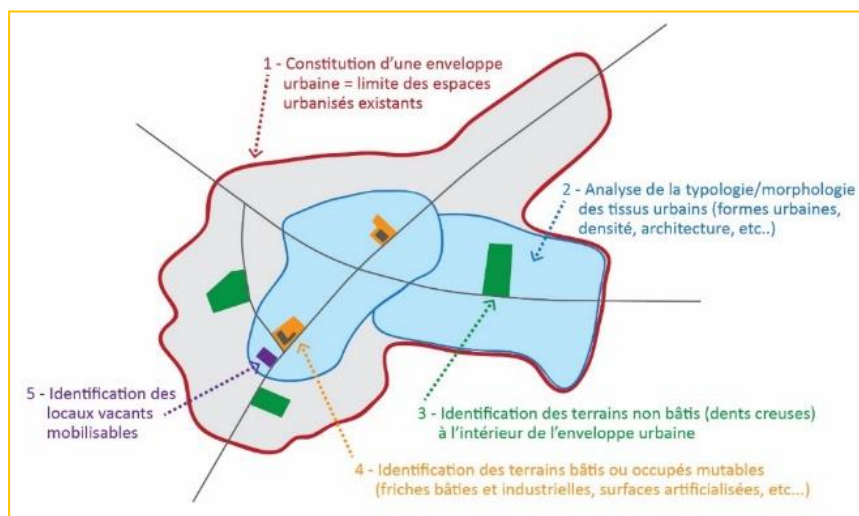 1 - Constitution d'une enveloppe
urbaine = limite des espaces
urbanisés existants
2 - Analyse de la typologie/morphologie
des tissus urbains (formes urbaines,
densité, architecture, etc..)
5 - Identification des
locaux vacants
mobilisables
3 - Identification des terrains non bâtis (dents creuses)
à l'intérieur de l'enveloppe urbaine
4 - Identification des terrains bâtis ou occupés mutables
(friches bâties et industrielles, surfaces artificialisées, etc...)